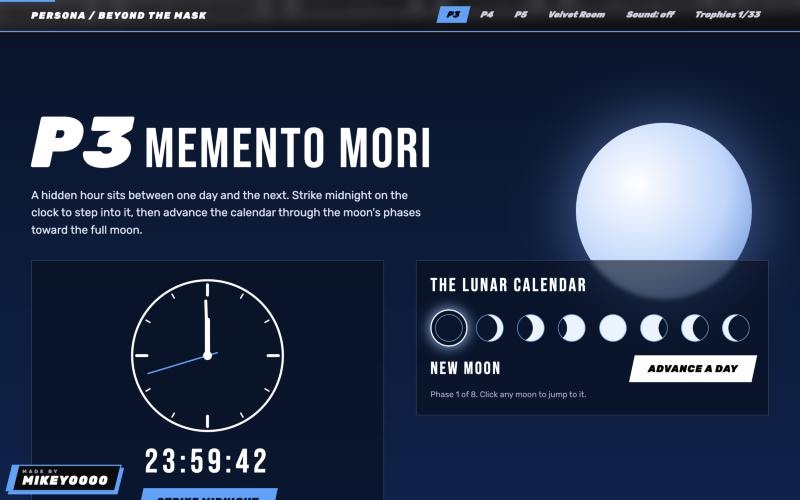 PERSONA / BEYOND THE MASK
P3 P4 P5 Velvet Room Sound: off Trophies 1/33
P3 MEMENTO MORI
A hidden hour sits between one day and the next. Strike midnight on the
clock to step into it, then advance the calendar through the moon's phases
toward the full moon.
THE LUNAR CALENDAR
NEW MOON
ADVANCE A DAY
Phase 1 of 8. Click any moon to jump to it.
23:59:42
STRIKE MIDNIGHT
MADE BY
MIKEYOOOO